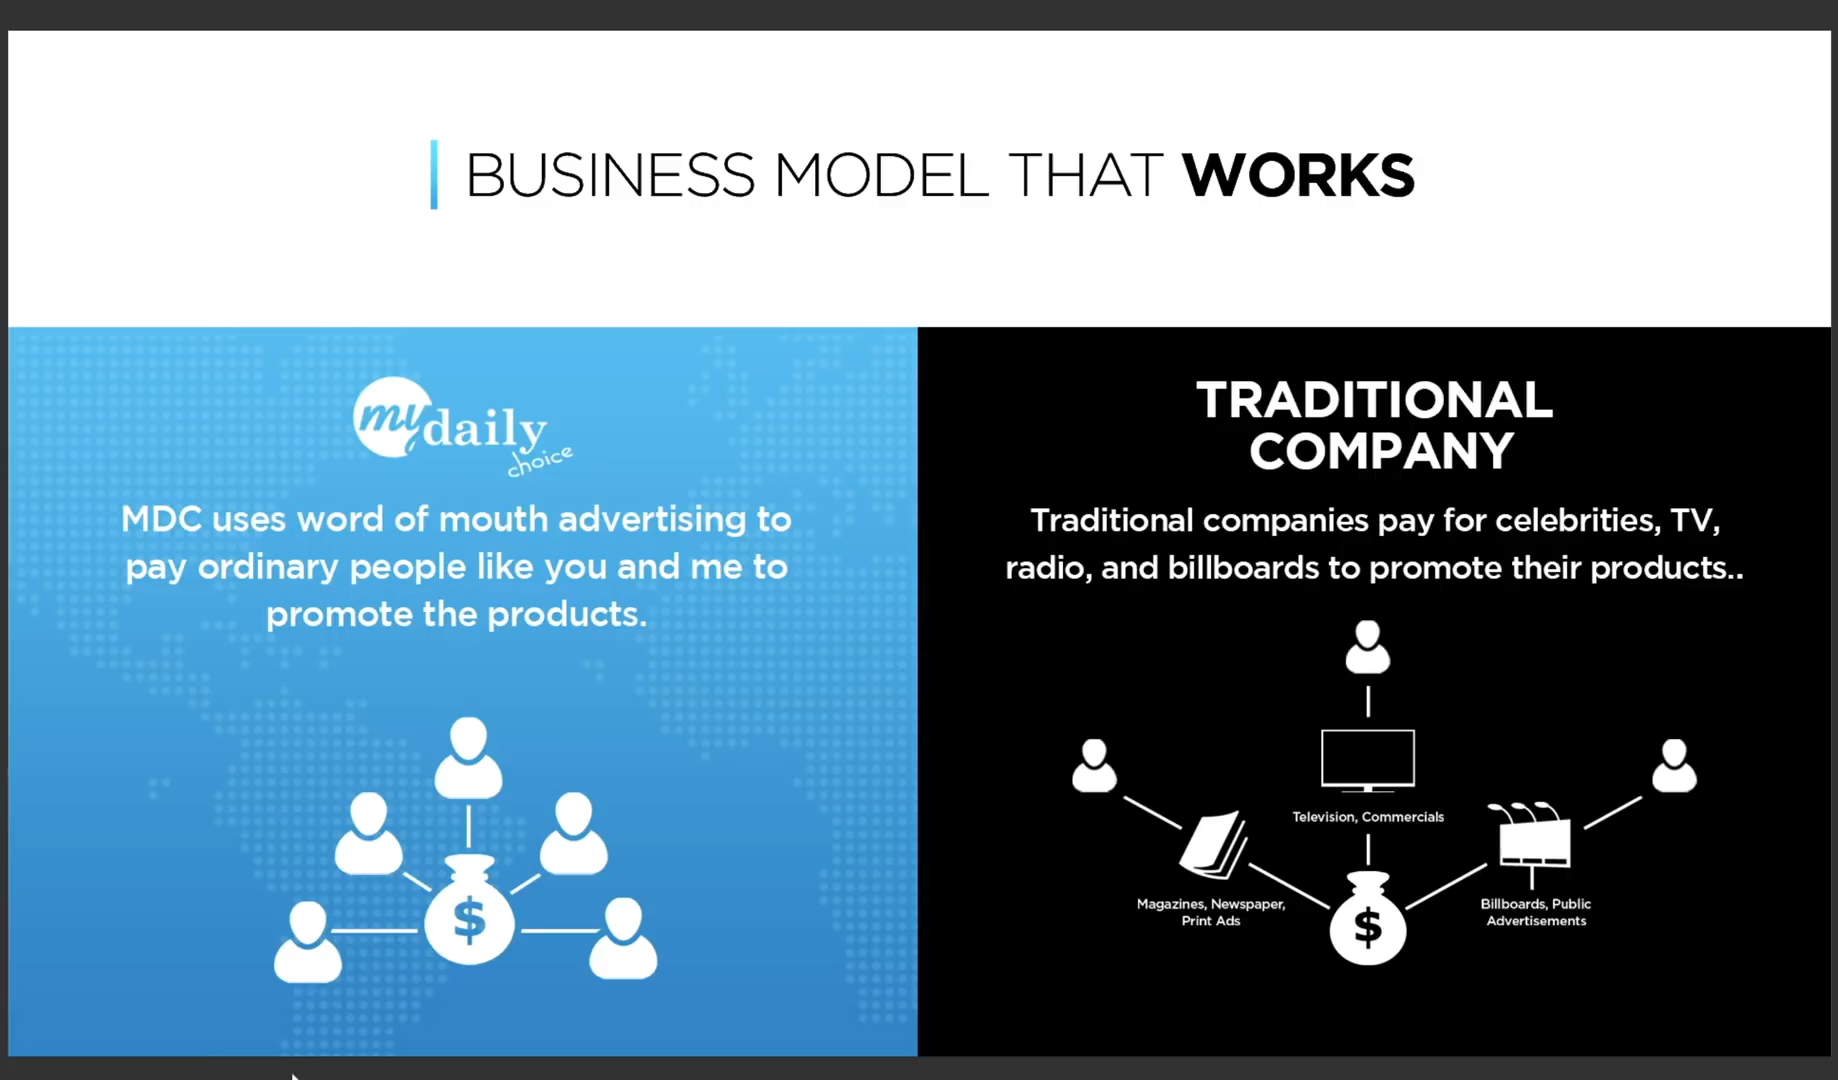 BUSINESS MODEL THAT WORKS
my daily
choice
MDC uses word of mouth advertising to
pay ordinary people like you and me to
promote the products.
$
TRADITIONAL
COMPANY
Traditional companies pay for celebrities, TV,
radio, and billboards to promote their products..
Television, Commercials
Magazines, Newspaper,
Print Ads
Billboards, Public
Advertisements
$